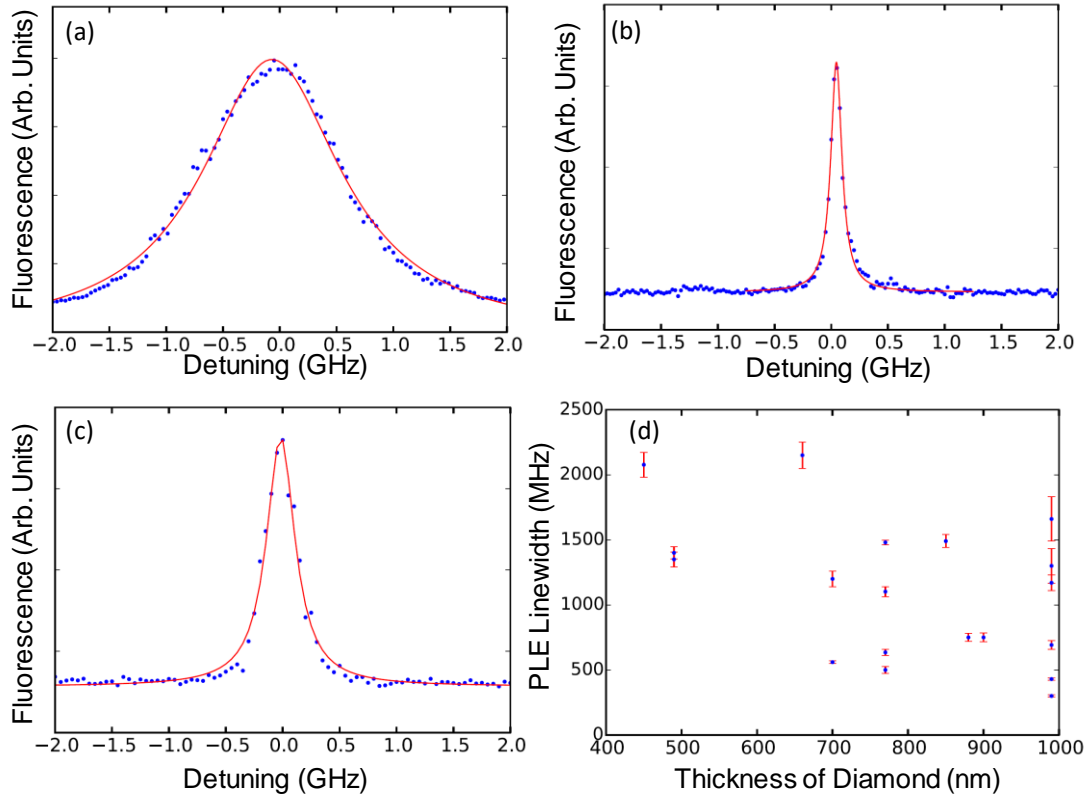 (a)
Fluorescence (Arb. Units)
−2.0 −1.5 −1.0 −0.5 0.0 0.5 1.0 1.5 2.0
Detuning (GHz)
(b)
Fluorescence (Arb. Units)
−2.0 −1.5 −1.0 −0.5 0.0 0.5 1.0 1.5 2.0
Detuning (GHz)
(c)
Fluorescence (Arb. Units)
−2.0 −1.5 −1.0 −0.5 0.0 0.5 1.0 1.5 2.0
Detuning (GHz)
(d)
PLE Linewidth (MHz)
2500
2000
1500
1000
500
0
400 500 600 700 800 900 1000
Thickness of Diamond (nm)